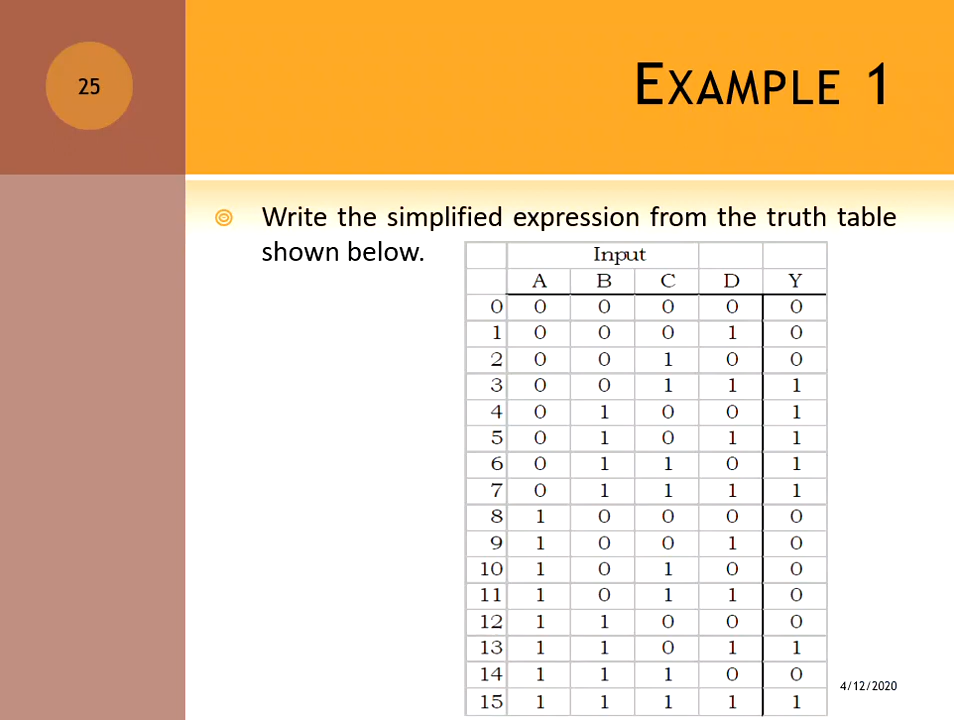 25
EXAMPLE 1
Write the simplified expression from the truth table
shown below.
Input
A B C D Y
0 0 0 0 0 0
1 0 0 0 1 0
2 0 0 1 0 0
3 0 0 1 1 1
4 0 1 0 0 1
5 0 1 0 1 1
6 0 1 1 0 1
7 0 1 1 1 1
8 1 0 0 0 0
9 1 0 0 1 0
10 1 0 1 0 0
11 1 0 1 1 0
12 1 1 0 0 0
13 1 1 0 1 1
14 1 1 1 0 0
15 1 1 1 1 1
4/12/2020